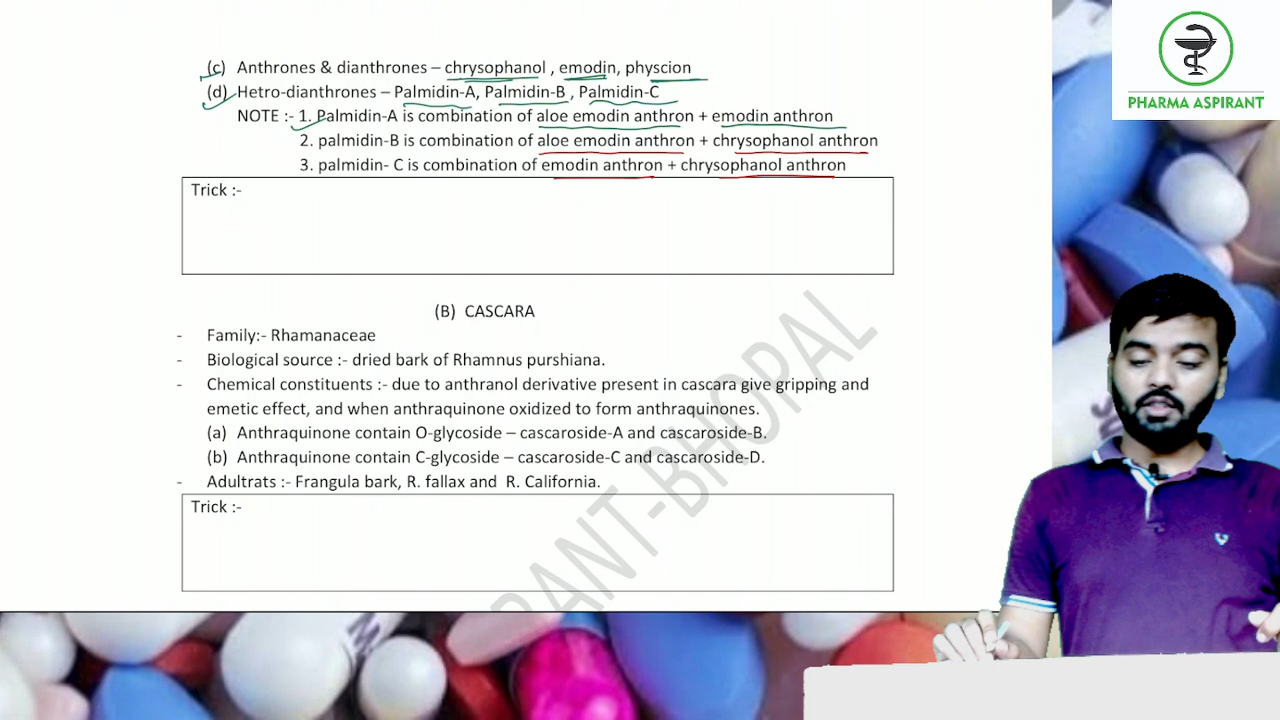 (c) Anthrones & dianthrones – chrysophanol , emodin, physcion
(d) Hetro-dianthrones – Palmidin-A, Palmidin-B , Palmidin-C
NOTE :- 1. Palmidin-A is combination of aloe emodin anthron + emodin anthron
2. palmidin-B is combination of aloe emodin anthron + chrysophanol anthron
3. palmidin- C is combination of emodin anthron + chrysophanol anthron
Trick :-
(B) CASCARA
- Family:- Rhamanaceae
- Biological source :- dried bark of Rhamnus purshiana.
- Chemical constituents :- due to anthranol derivative present in cascara give gripping and
emetic effect, and when anthraquinone oxidized to form anthraquinones.
(a) Anthraquinone contain O-glycoside – cascaroside-A and cascaroside-B.
(b) Anthraquinone contain C-glycoside – cascaroside-C and cascaroside-D.
- Adultrats :- Frangula bark, R. fallax and R. California.
Trick :-
RANT-BHOPAL
PHARMA ASPIRANT